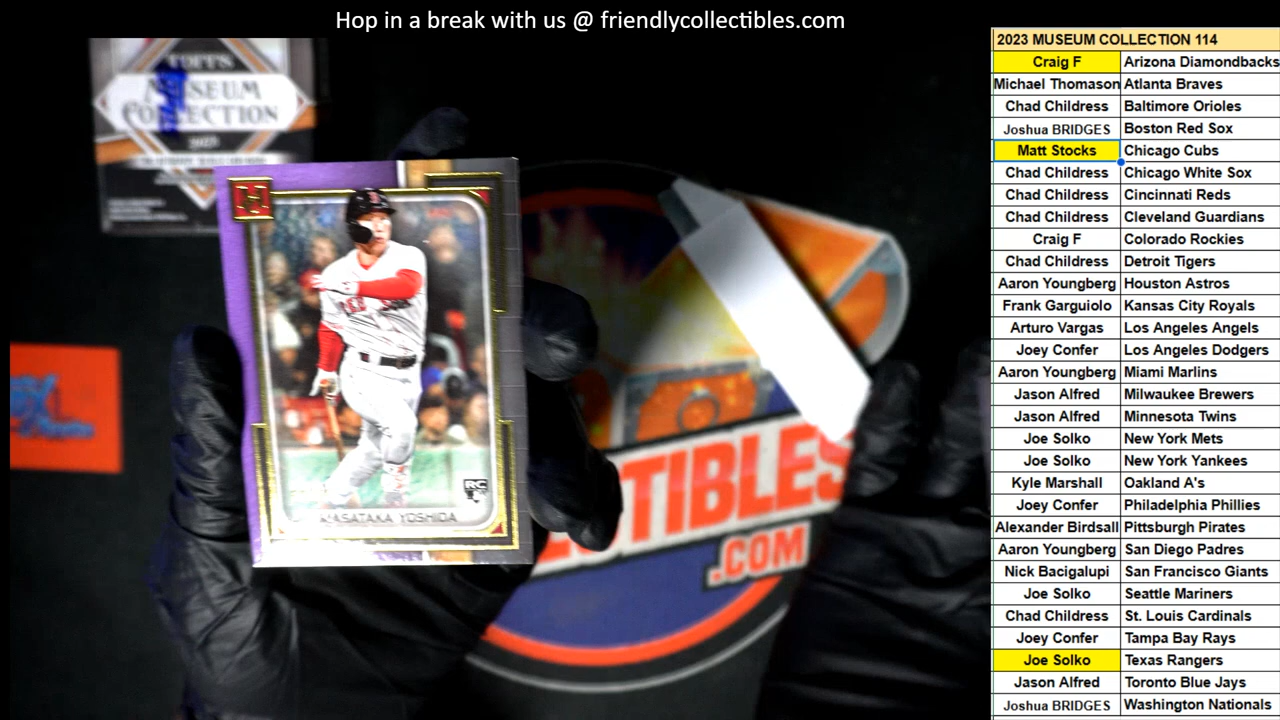 Hop in a break with us @ friendlycollectibles.com
2023 MUSEUM COLLECTION 114
Craig F Arizona Diamondbacks
Michael Thomason Atlanta Braves
Chad Childress Baltimore Orioles
Joshua BRIDGES Boston Red Sox
Matt Stocks Chicago Cubs
Chad Childress Chicago White Sox
Chad Childress Cincinnati Reds
Chad Childress Cleveland Guardians
Craig F Colorado Rockies
Chad Childress Detroit Tigers
Aaron Youngberg Houston Astros
Frank Garguiolo Kansas City Royals
Arturo Vargas Los Angeles Angels
Joey Confer Los Angeles Dodgers
Aaron Youngberg Miami Marlins
Jason Alfred Milwaukee Brewers
Jason Alfred Minnesota Twins
Joe Solko New York Mets
Joe Solko New York Yankees
Kyle Marshall Oakland A's
Joey Confer Philadelphia Phillies
Alexander Birdsall Pittsburgh Pirates
Aaron Youngberg San Diego Padres
Nick Bacigalupi San Francisco Giants
Joe Solko Seattle Mariners
Chad Childress St. Louis Cardinals
Joey Confer Tampa Bay Rays
Joe Solko Texas Rangers
Jason Alfred Toronto Blue Jays
Joshua BRIDGES Washington Nationals
TOPPS
MUSEUM
COLLECTION
2023
RC
MASATAKA YOSHIDA
ECTIBLES
.COM